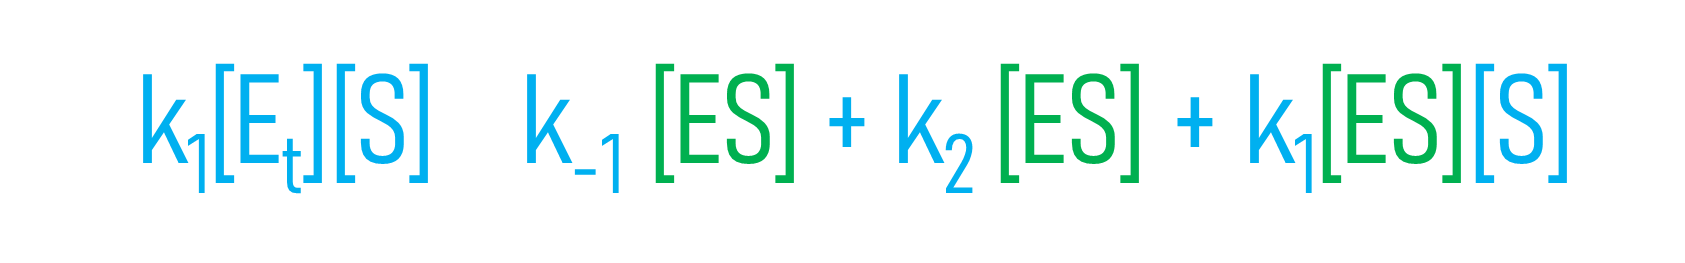 k₁[Eₜ][S] k₋₁ [ES] + k₂ [ES] + k₁[ES][S]